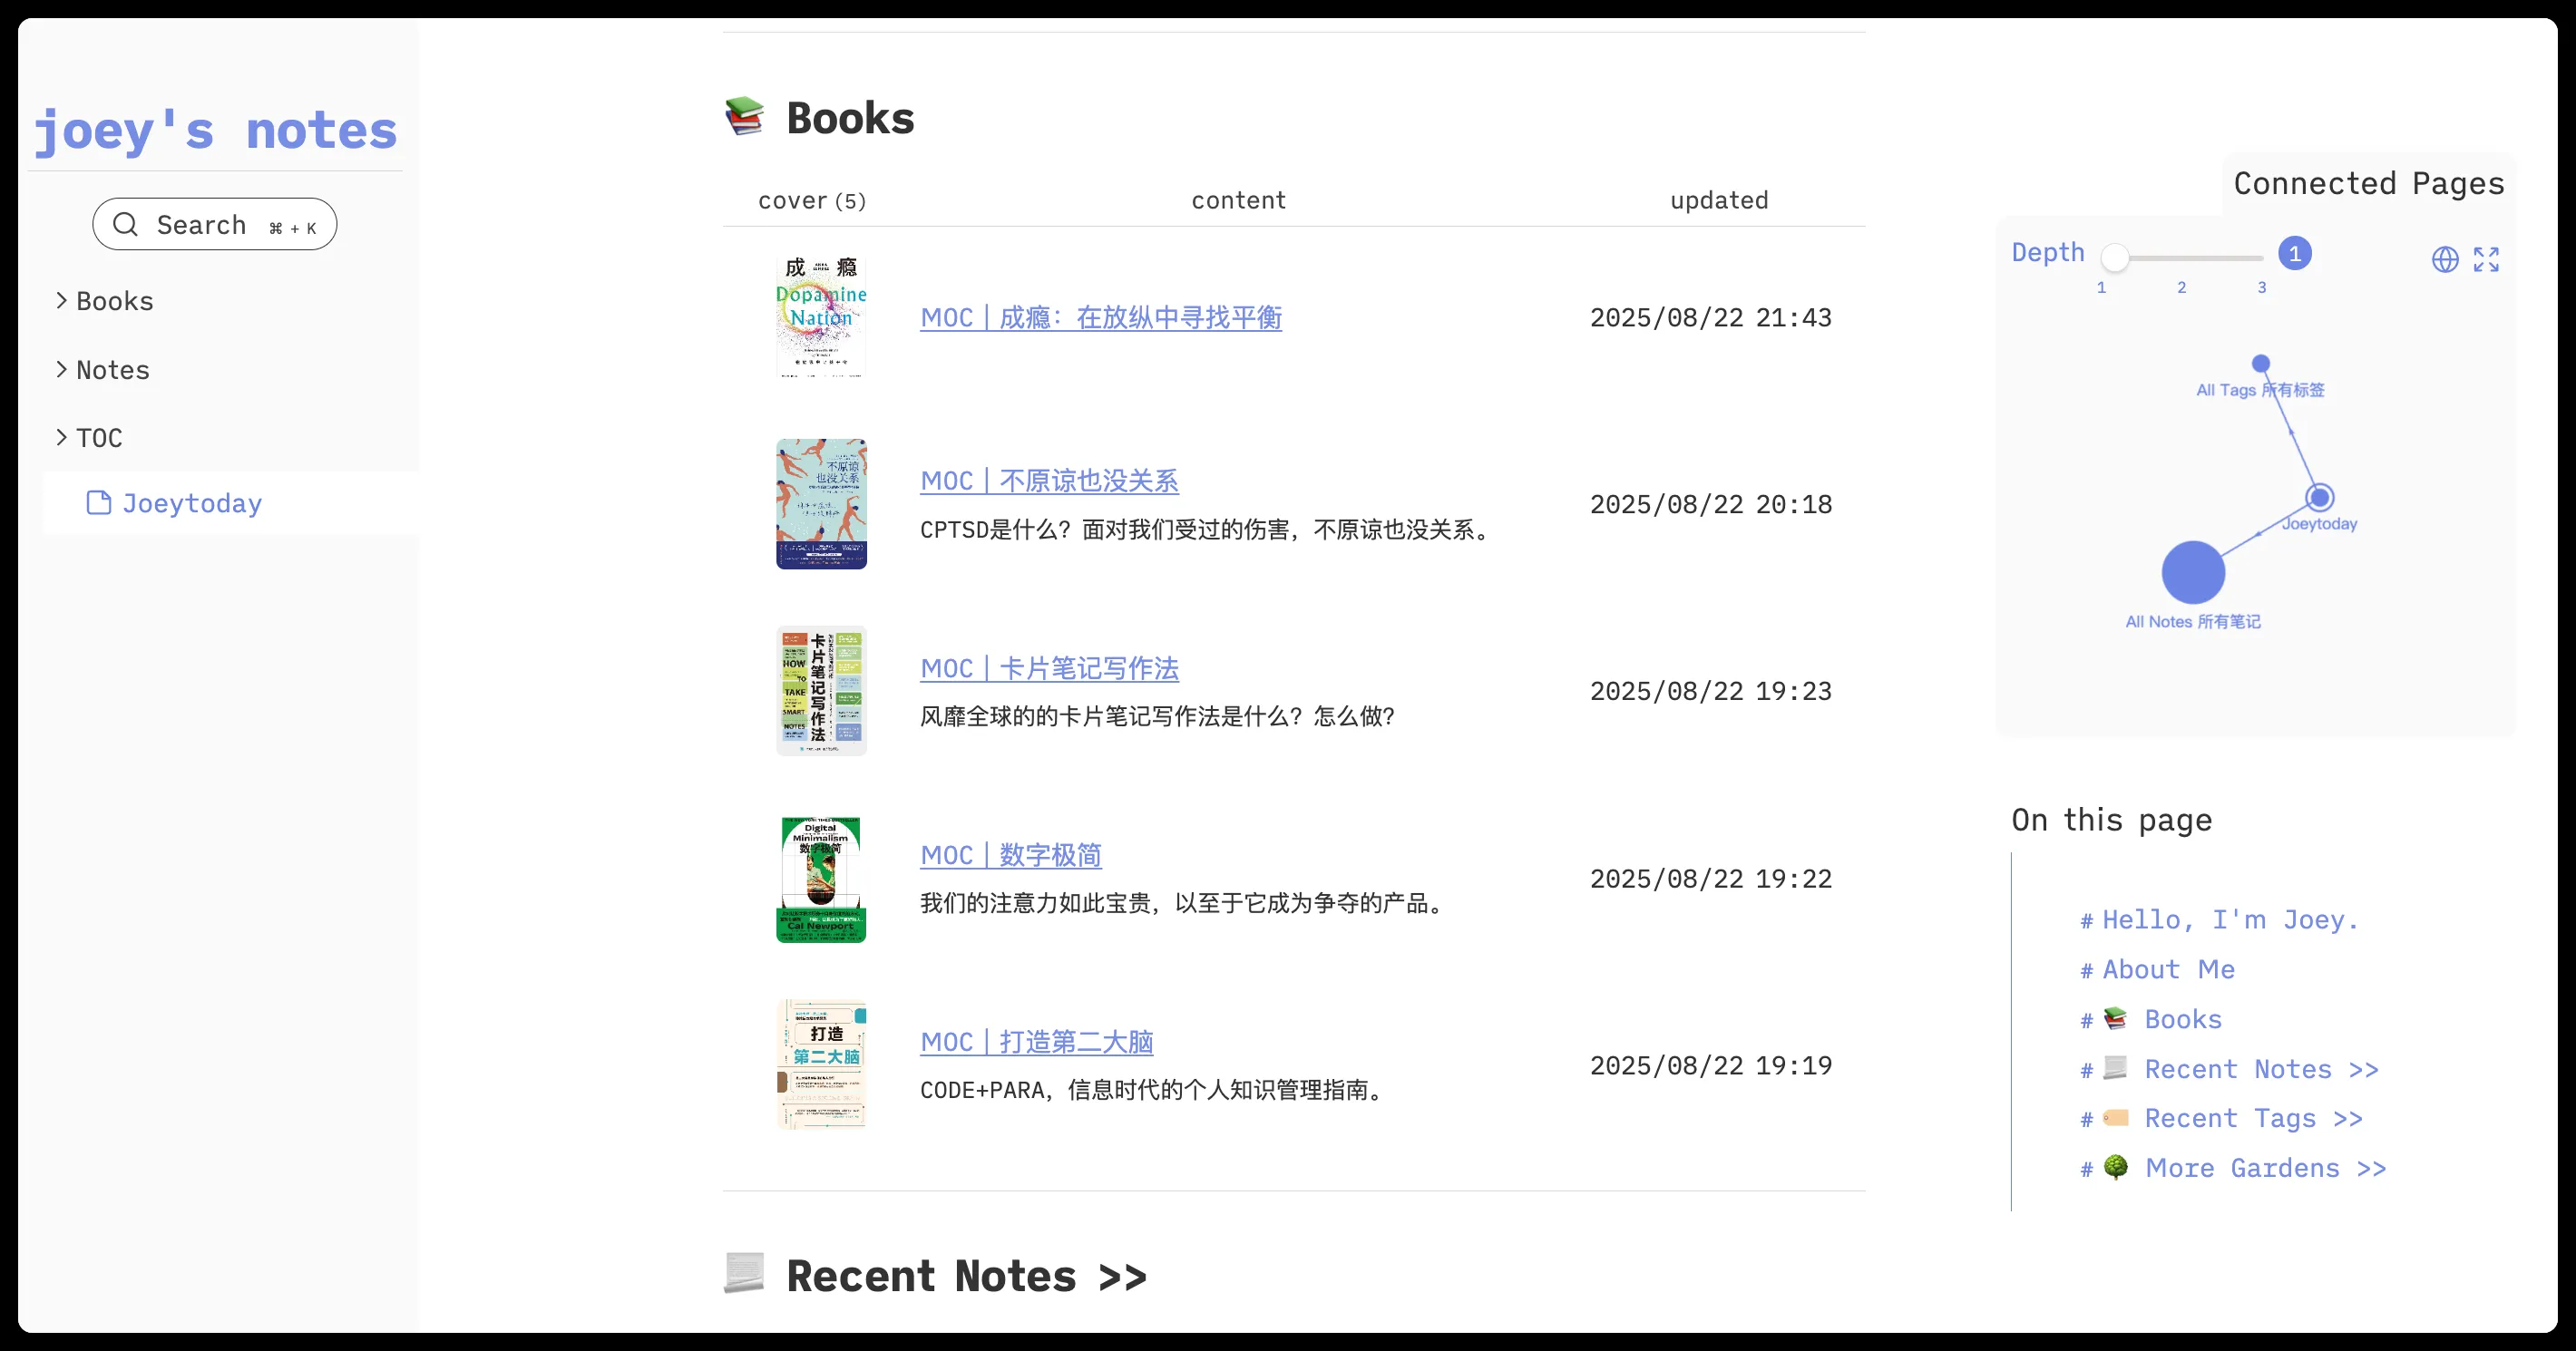 joey's notes
Search ⌘ + K
Books
Notes
TOC
Joeytoday
📚 Books
cover (5) content updated
成瘾
Dopamine
Nation
MOC｜成瘾：在放纵中寻找平衡
2025/08/22 21:43
不原谅
也没关系
MOC｜不原谅也没关系
CPTSD是什么？面对我们受过的伤害，不原谅也没关系。
2025/08/22 20:18
HOW
TO
TAKE
SMART
NOTES
卡片笔记写作法
MOC｜卡片笔记写作法
风靡全球的的卡片笔记写作法是什么？怎么做？
2025/08/22 19:23
Digital
Minimalism
数字极简
Cal Newport
MOC｜数字极简
我们的注意力如此宝贵，以至于它成为争夺的产品。
2025/08/22 19:22
打造
第二大脑
MOC｜打造第二大脑
CODE+PARA，信息时代的个人知识管理指南。
2025/08/22 19:19
📃 Recent Notes >>
Connected Pages
Depth 1
1 2 3
All Tags 所有标签
Joeytoday
All Notes 所有笔记
On this page
# Hello, I'm Joey.
# About Me
# 📚 Books
# 📃 Recent Notes >>
# 🏷️ Recent Tags >>
# 🌳 More Gardens >>